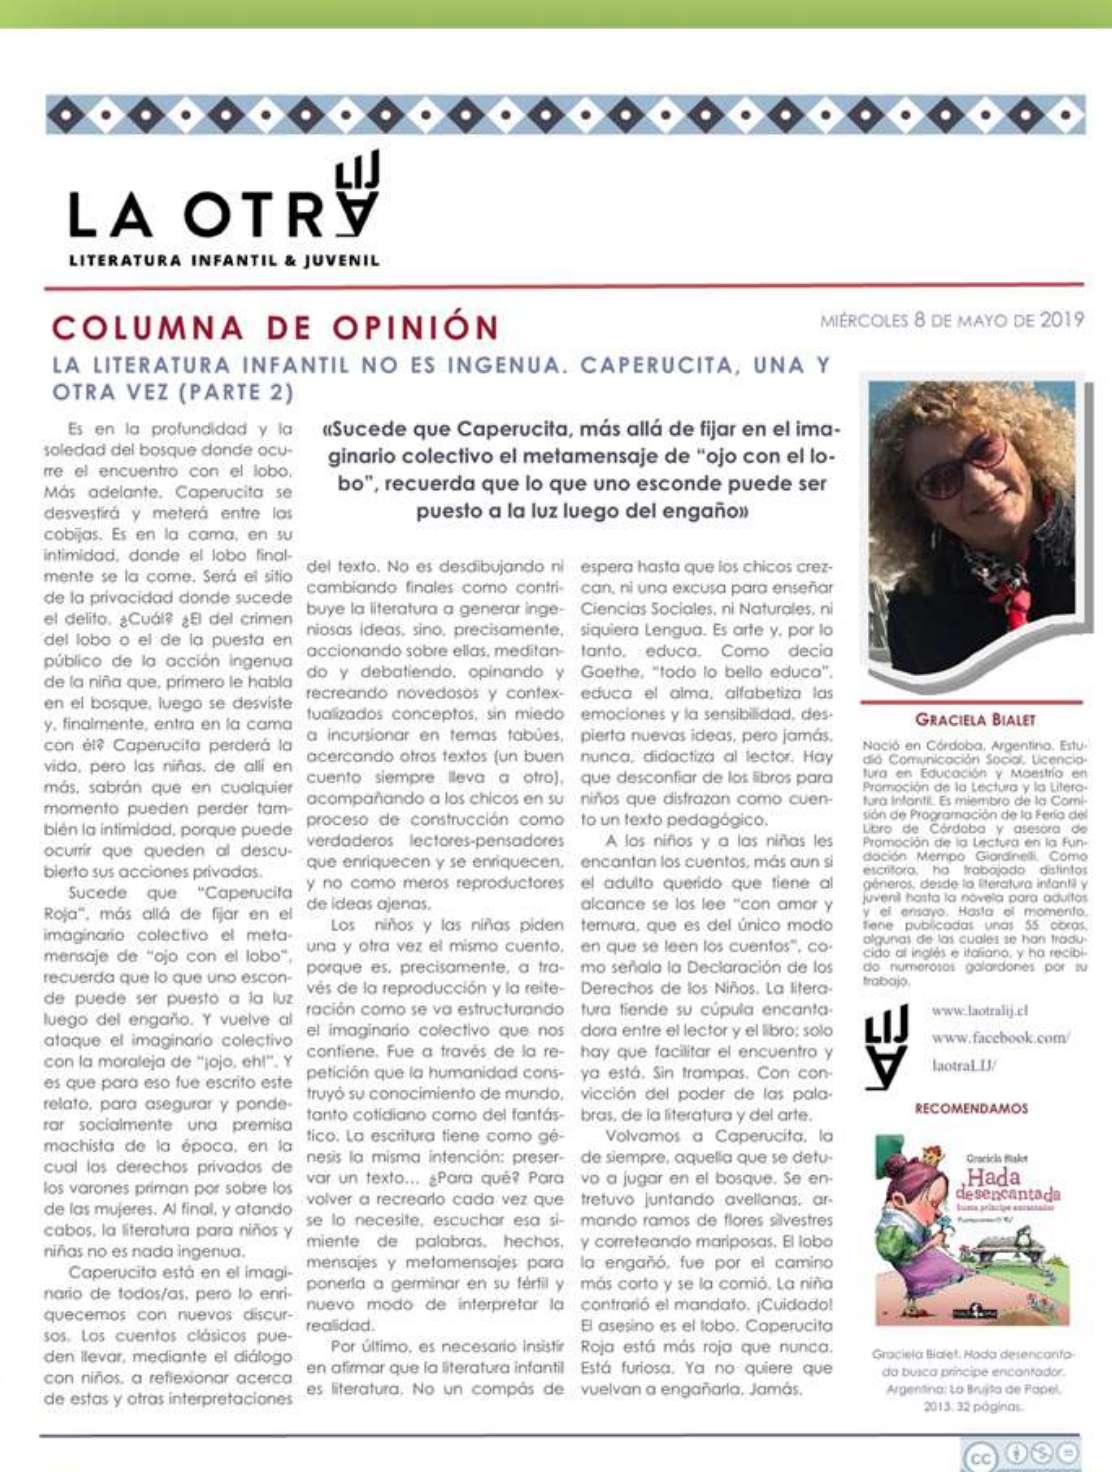 LA OTRA
LIJ
LITERATURA INFANTIL & JUVENIL
COLUMNA DE OPINIÓN
MIÉRCOLES 8 DE MAYO DE 2019
LA LITERATURA INFANTIL NO ES INGENUA. CAPERUCITA, UNA Y
OTRA VEZ (PARTE 2)
«Sucede que Caperucita, más allá de fijar en el ima-
ginario colectivo el metamensaje de “ojo con el lo-
bo”, recuerda que lo que uno esconde puede ser
puesto a la luz luego del engaño»
Es en la profundidad y la
soledad del bosque donde ocu-
rre el encuentro con el lobo.
Más adelante, Caperucita se
desvestirá y meterá entre las
cobijas. Es en la cama, en su
intimidad, donde el lobo final-
mente se la come. Será el sitio
de la privacidad donde sucede
el delito. ¿Cuál? ¿El del crimen
del lobo o el de la puesta en
público de la acción ingenua
de la niña que, primero le habla
en el bosque, luego se desviste
y, finalmente, entra en la cama
con él? Caperucita perderá la
vida, pero las niñas, de allí en
más, sabrán que en cualquier
momento pueden perder tam-
bién la intimidad, porque puede
ocurrir que queden al descu-
bierto sus acciones privadas.
Sucede que “Caperucita
Roja”, más allá de fijar en el
imaginario colectivo el meta-
mensaje de “ojo con el lobo”,
recuerda que lo que uno escon-
de puede ser puesto a la luz
luego del engaño. Y vuelve al
ataque el imaginario colectivo
con la moraleja de “¡ojo, eh!”. Y
es que para eso fue escrito este
relato, para asegurar y ponde-
rar socialmente una premisa
machista de la época, en la
cual los derechos privados de
los varones priman por sobre los
de las mujeres. Al final, y atando
cabos, la literatura para niños y
niñas no es nada ingenua.
Caperucita está en el imagi-
nario de todos/as, pero lo enri-
quecemos con nuevos discur-
sos. Los cuentos clásicos pue-
den llevar, mediante el diálogo
con niños, a reflexionar acerca
de estas y otras interpretaciones
del texto. No es desdibujando ni
cambiando finales como contri-
buye la literatura a generar inge-
niosas ideas, sino, precisamente,
accionando sobre ellas, meditan-
do y debatiendo, opinando y
recreando novedosos y contex-
tualizados conceptos, sin miedo
a incursionar en temas tabúes,
acercando otros textos (un buen
cuento siempre lleva a otro),
acompañando a los chicos en su
proceso de construcción como
verdaderos lectores-pensadores
que enriquecen y se enriquecen,
y no como meros reproductores
de ideas ajenas.
Los niños y las niñas piden
una y otra vez el mismo cuento,
porque es, precisamente, a tra-
vés de la reproducción y la reite-
ración como se va estructurando
el imaginario colectivo que nos
contiene. Fue a través de la re-
petición que la humanidad cons-
truyó su conocimiento de mundo,
tanto cotidiano como del fantás-
tico. La escritura tiene como gé-
nesis la misma intención: preser-
var un texto... ¿Para qué? Para
volver a recrearlo cada vez que
se lo necesite, escuchar esa si-
miente de palabras, hechos,
mensajes y metamensajes para
ponerla a germinar en su fértil y
nuevo modo de interpretar la
realidad.
Por último, es necesario insistir
en afirmar que la literatura infantil
es literatura. No un compás de
espera hasta que los chicos crez-
can, ni una excusa para enseñar
Ciencias Sociales, ni Naturales, ni
siquiera Lengua. Es arte y, por lo
tanto, educa. Como decía
Goethe, “todo lo bello educa”,
educa el alma, alfabetiza las
emociones y la sensibilidad, des-
pierta nuevas ideas, pero jamás,
nunca, didactiza al lector. Hay
que desconfiar de los libros para
niños que disfrazan como cuen-
to un texto pedagógico.
A los niños y a las niñas les
encantan los cuentos, más aun si
el adulto querido que tiene al
alcance se los lee “con amor y
ternura, que es del único modo
en que se leen los cuentos”, co-
mo señala la Declaración de los
Derechos de los Niños. La litera-
tura tiende su cúpula encanta-
dora entre el lector y el libro; solo
hay que facilitar el encuentro y
ya está. Sin trampas. Con con-
vicción del poder de las pala-
bras, de la literatura y del arte.
Volvamos a Caperucita, la
de siempre, aquella que se detu-
vo a jugar en el bosque. Se en-
tretuvo juntando avellanas, ar-
mando ramos de flores silvestres
y correteando mariposas. El lobo
la engañó, fue por el camino
más corto y se la comió. La niña
contrarió el mandato. ¡Cuidado!
El asesino es el lobo. Caperucita
Roja está más roja que nunca.
Está furiosa. Ya no quiere que
vuelvan a engañarla. Jamás.
GRACIELA BIALET
Nació en Córdoba, Argentina. Estu-
dió Comunicación Social, Licencia-
tura en Educación y Maestría en
Promoción de la Lectura y la Litera-
tura Infantil. Es miembro de la Comi-
sión de Programación de la Feria del
Libro de Córdoba y asesora de
Promoción de la Lectura en la Fun-
dación Mempo Giardinelli. Como
escritora, ha trabajado distintos
géneros, desde la literatura infantil y
juvenil hasta la novela para adultos
y el ensayo. Hasta el momento,
tiene publicadas unas 55 obras,
algunas de las cuales se han tradu-
cido al inglés e italiano, y ha recibi-
do numerosos galardones por su
trabajo.
LIJ
A
www.laotralij.cl
www.facebook.com/
laotraLIJ/
RECOMENDAMOS
Graciela Bialet
Hada
desencantada
busca príncipe encantador
Graciela Bialet. Hada desencanta-
da busca príncipe encantador.
Argentina: La Brujita de Papel,
2013. 32 páginas.
cc